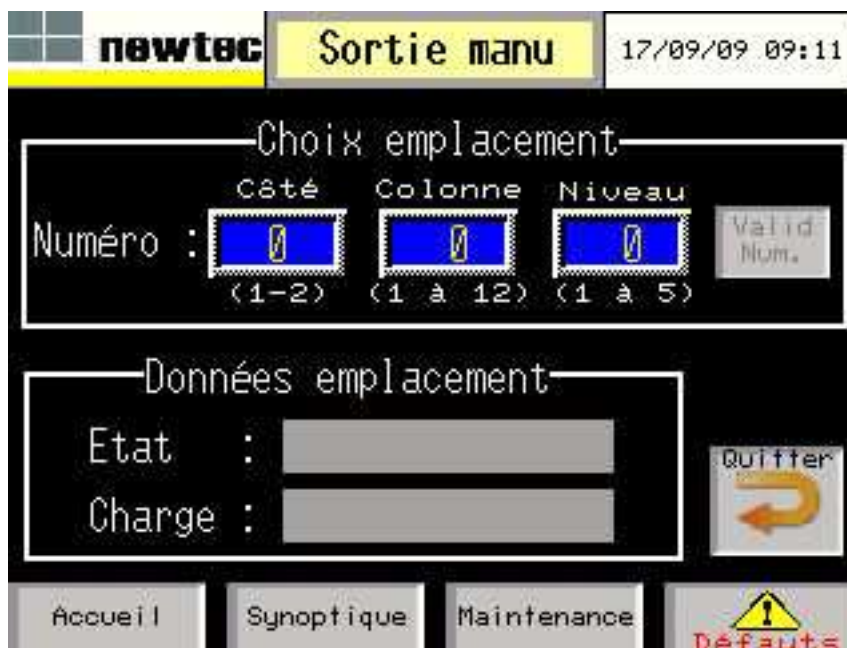 newtec
Sortie manu
17/09/09 09:11
Choix emplacement
Côté Colonne Niveau
Numéro : 0 0 0
Valid
Num.
(1-2) (1 à 12) (1 à 5)
Données emplacement
Etat :
Charge :
Quitter
Accueil
Synoptique
Maintenance
Défauts